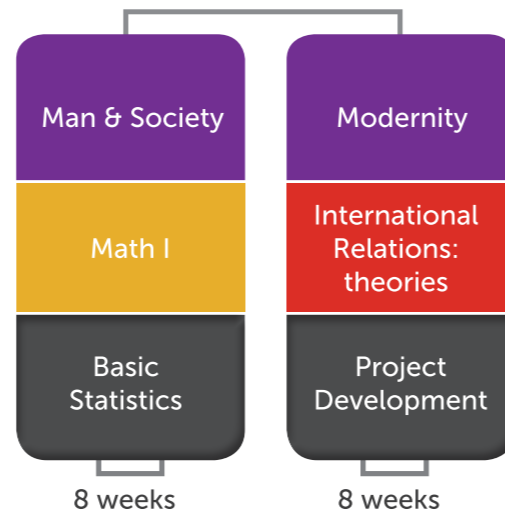 Man & Society
Math I
Basic
Statistics
8 weeks
Modernity
International
Relations:
theories
Project
Development
8 weeks